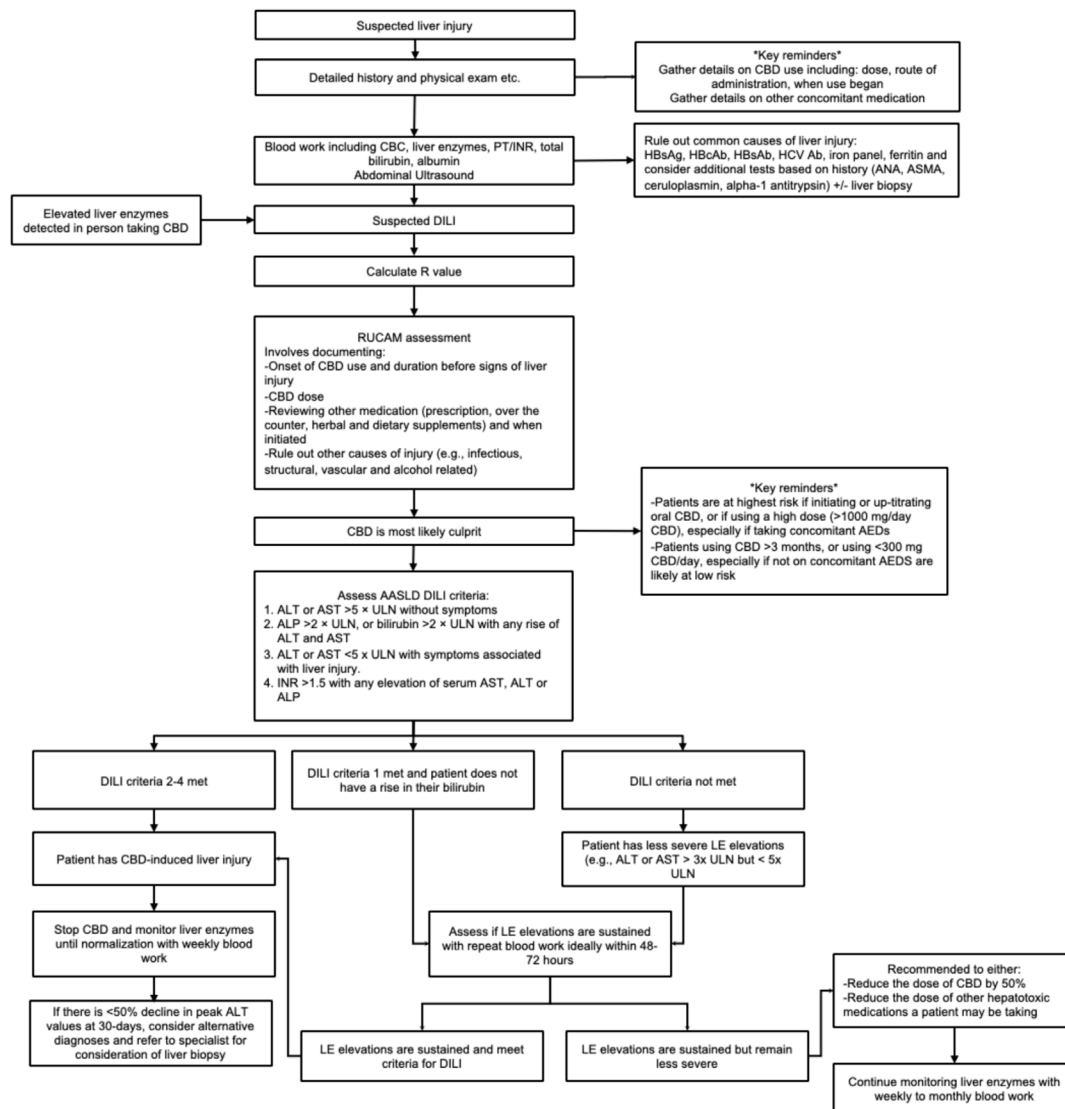 Suspected liver injury
Detailed history and physical exam etc.
*Key reminders*
Gather details on CBD use including: dose, route of
administration, when use began
Gather details on other concomitant medication
Blood work including CBC, liver enzymes, PT/INR, total
bilirubin, albumin
Abdominal Ultrasound
Rule out common causes of liver injury:
HBsAg, HBcAb, HBsAb, HCV Ab, iron panel, ferritin and
consider additional tests based on history (ANA, ASMA,
ceruloplasmin, alpha-1 antitrypsin) +/- liver biopsy
Elevated liver enzymes
detected in person taking CBD
Suspected DILI
Calculate R value
RUCAM assessment
Involves documenting:
-Onset of CBD use and duration before signs of liver
injury
-CBD dose
-Reviewing other medication (prescription, over the
counter, herbal and dietary supplements) and when
initiated
-Rule out other causes of injury (e.g., infectious,
structural, vascular and alcohol related)
CBD is most likely culprit
*Key reminders*
-Patients are at highest risk if initiating or up-titrating
oral CBD, or if using a high dose (>1000 mg/day
CBD), especially if taking concomitant AEDs
-Patients using CBD >3 months, or using <300 mg
CBD/day, especially if not on concomitant AEDS are
likely at low risk
Assess AASLD DILI criteria:
1. ALT or AST >5 × ULN without symptoms
2. ALP >2 × ULN, or bilirubin >2 × ULN with any rise of
ALT and AST
3. ALT or AST <5 x ULN with symptoms associated
with liver injury.
4. INR >1.5 with any elevation of serum AST, ALT or
ALP
DILI criteria 2-4 met
DILI criteria 1 met and patient does not
have a rise in their bilirubin
DILI criteria not met
Patient has CBD-induced liver injury
Patient has less severe LE elevations
(e.g., ALT or AST > 3x ULN but < 5x
ULN
Stop CBD and monitor liver enzymes
until normalization with weekly blood
work
Assess if LE elevations are sustained
with repeat blood work ideally within 48-
72 hours
Recommended to either:
-Reduce the dose of CBD by 50%
-Reduce the dose of other hepatotoxic
medications a patient may be taking
If there is <50% decline in peak ALT
values at 30-days, consider alternative
diagnoses and refer to specialist for
consideration of liver biopsy
LE elevations are sustained and meet
criteria for DILI
LE elevations are sustained but remain
less severe
Continue monitoring liver enzymes with
weekly to monthly blood work